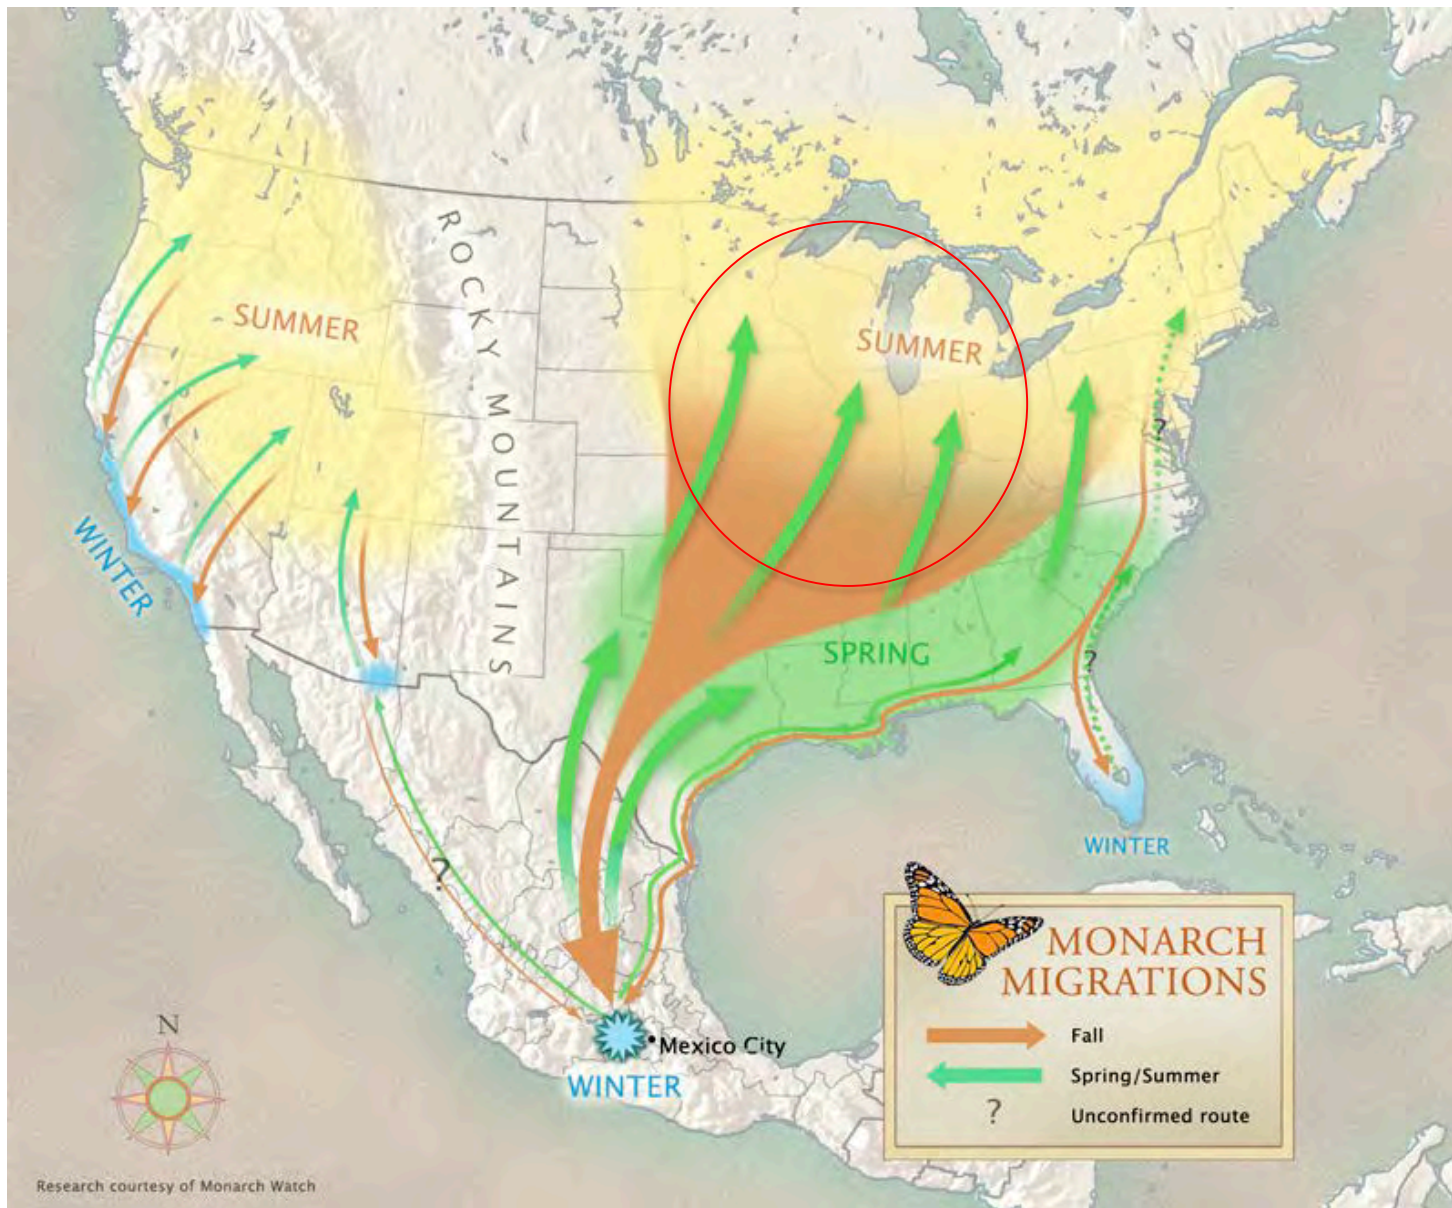 ROCKY MOUNTAINS
SUMMER
SUMMER
?
WINTER
SPRING
?
WINTER
?
MONARCH
MIGRATIONS
N
Fall
Mexico City
Spring/Summer
WINTER
?
Unconfirmed route
Research courtesy of Monarch Watch